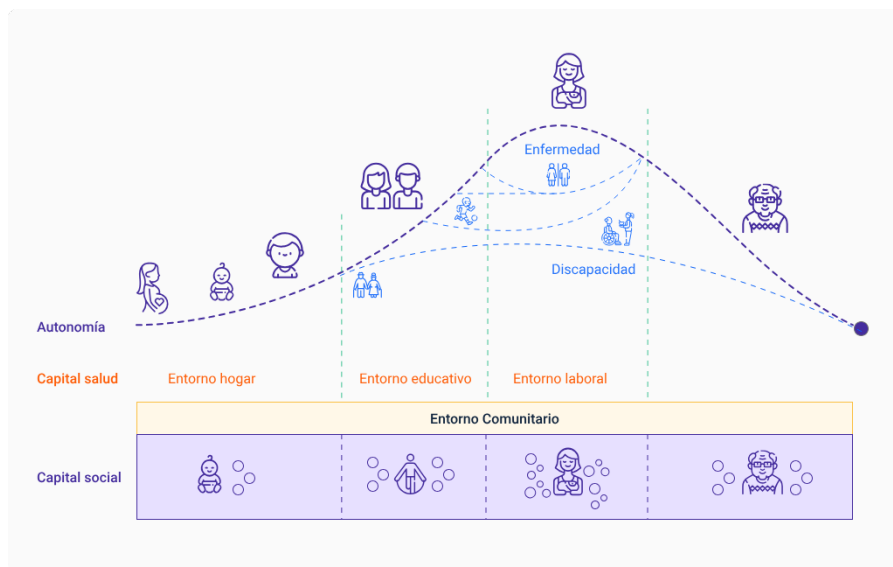 Enfermedad
Discapacidad
Autonomía
Capital salud
Entorno hogar
Entorno educativo
Entorno laboral
Entorno Comunitario
Capital social